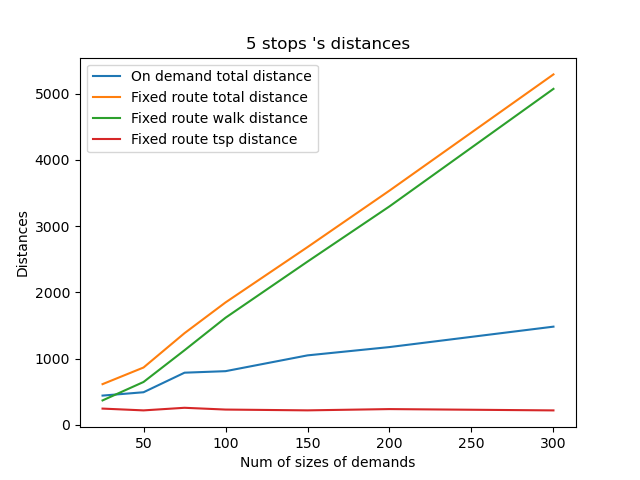 5 stops 's distances
On demand total distance
Fixed route total distance
Fixed route walk distance
Fixed route tsp distance
Distances
5000
4000
3000
2000
1000
0
50 100 150 200 250 300
Num of sizes of demands